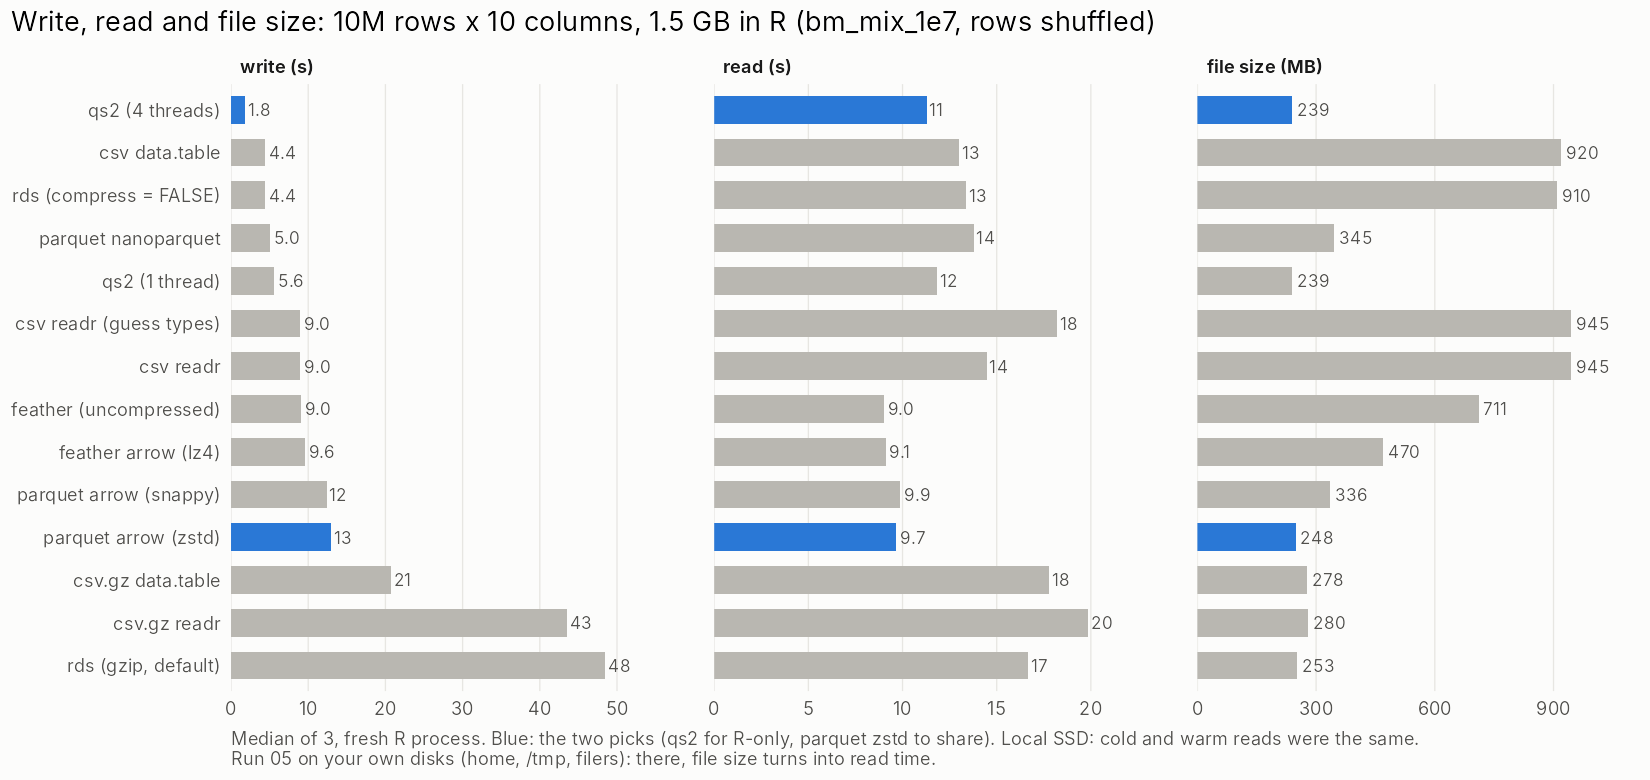 Write, read and file size: 10M rows x 10 columns, 1.5 GB in R (bm_mix_1e7, rows shuffled)
write (s) read (s) file size (MB)
qs2 (4 threads) 1.8 11 239
csv data.table 4.4 13 920
rds (compress = FALSE) 4.4 13 910
parquet nanoparquet 5.0 14 345
qs2 (1 thread) 5.6 12 239
csv readr (guess types) 9.0 18 945
csv readr 9.0 14 945
feather (uncompressed) 9.0 9.0 711
feather arrow (lz4) 9.6 9.1 470
parquet arrow (snappy) 12 9.9 336
parquet arrow (zstd) 13 9.7 248
csv.gz data.table 21 18 278
csv.gz readr 43 20 280
rds (gzip, default) 48 17 253
0 10 20 30 40 50 0 5 10 15 20 0 300 600 900
Median of 3, fresh R process. Blue: the two picks (qs2 for R-only, parquet zstd to share). Local SSD: cold and warm reads were the same.
Run 05 on your own disks (home, /tmp, filers): there, file size turns into read time.